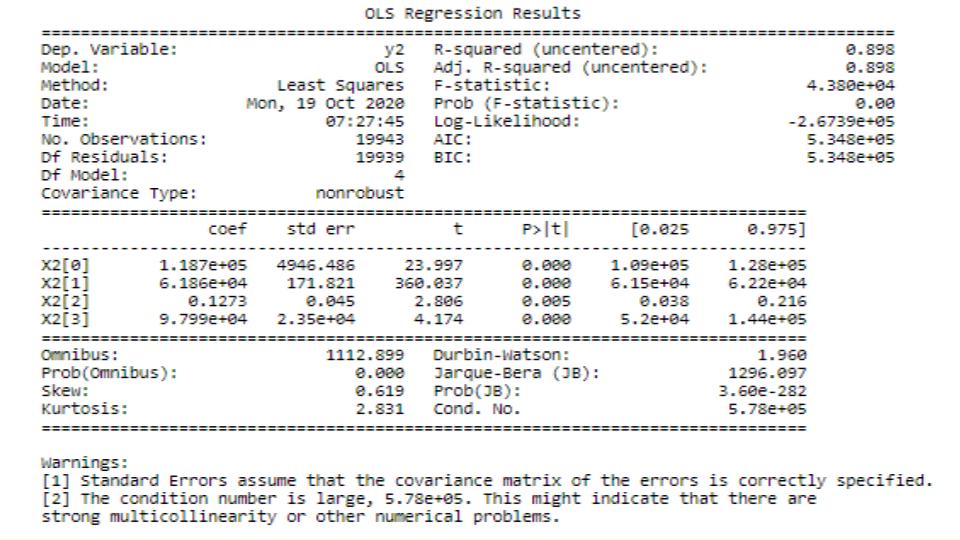 OLS Regression Results
==============================================================================
Dep. Variable: y2 R-squared (uncentered): 0.898
Model: OLS Adj. R-squared (uncentered): 0.898
Method: Least Squares F-statistic: 4.380e+04
Date: Mon, 19 Oct 2020 Prob (F-statistic): 0.00
Time: 07:27:45 Log-Likelihood: -2.6739e+05
No. Observations: 19943 AIC: 5.348e+05
Df Residuals: 19939 BIC: 5.348e+05
Df Model: 4
Covariance Type: nonrobust
==============================================================================
coef std err t P>|t| [0.025 0.975]
------------------------------------------------------------------------------
X2[0] 1.187e+05 4946.486 23.997 0.000 1.09e+05 1.28e+05
X2[1] 6.186e+04 171.821 360.037 0.000 6.15e+04 6.22e+04
X2[2] 0.1273 0.045 2.806 0.005 0.038 0.216
X2[3] 9.799e+04 2.35e+04 4.174 0.000 5.2e+04 1.44e+05
==============================================================================
Omnibus: 1112.899 Durbin-Watson: 1.960
Prob(Omnibus): 0.000 Jarque-Bera (JB): 1296.097
Skew: 0.619 Prob(JB): 3.60e-282
Kurtosis: 2.831 Cond. No. 5.78e+05
==============================================================================
Warnings:
[1] Standard Errors assume that the covariance matrix of the errors is correctly specified.
[2] The condition number is large, 5.78e+05. This might indicate that there are
strong multicollinearity or other numerical problems.